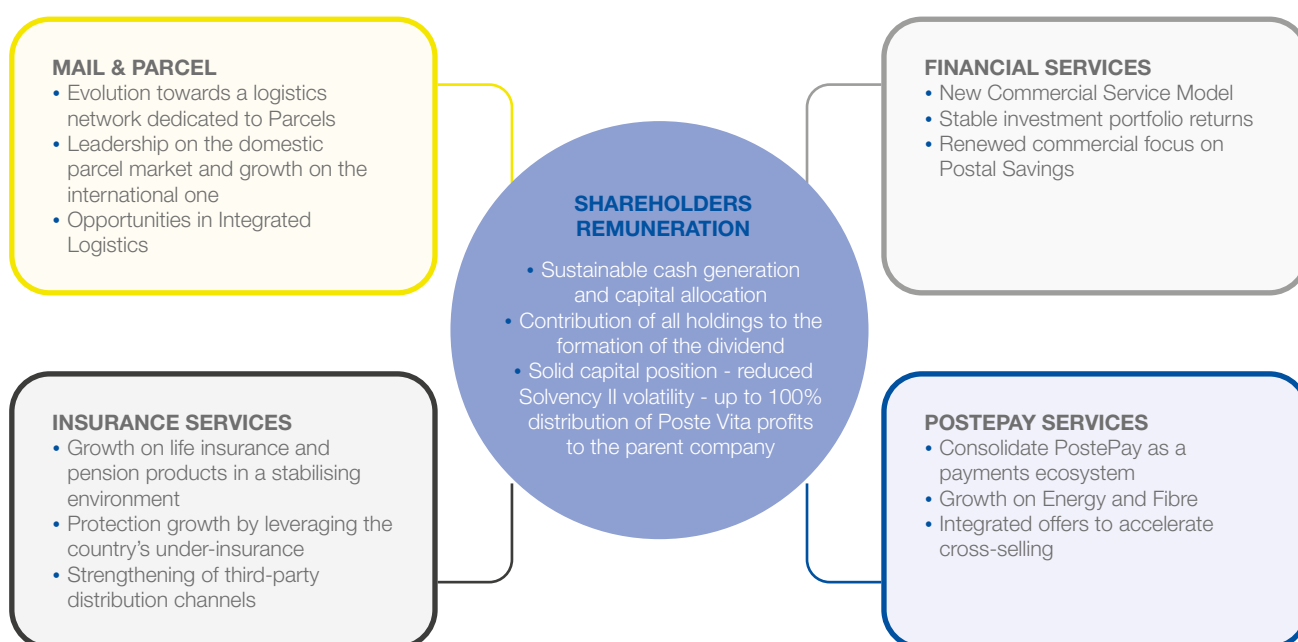 MAIL & PARCEL
• Evolution towards a logistics
network dedicated to Parcels
• Leadership on the domestic
parcel market and growth on the
international one
• Opportunities in Integrated
Logistics
FINANCIAL SERVICES
• New Commercial Service Model
• Stable investment portfolio returns
• Renewed commercial focus on
Postal Savings
SHAREHOLDERS
REMUNERATION
• Sustainable cash generation
and capital allocation
• Contribution of all holdings to the
formation of the dividend
• Solid capital position - reduced
Solvency II volatility - up to 100%
distribution of Poste Vita profits
to the parent company
INSURANCE SERVICES
• Growth on life insurance and
pension products in a stabilising
environment
• Protection growth by leveraging the
country's under-insurance
• Strengthening of third-party
distribution channels
POSTEPAY SERVICES
• Consolidate PostePay as a
payments ecosystem
• Growth on Energy and Fibre
• Integrated offers to accelerate
cross-selling